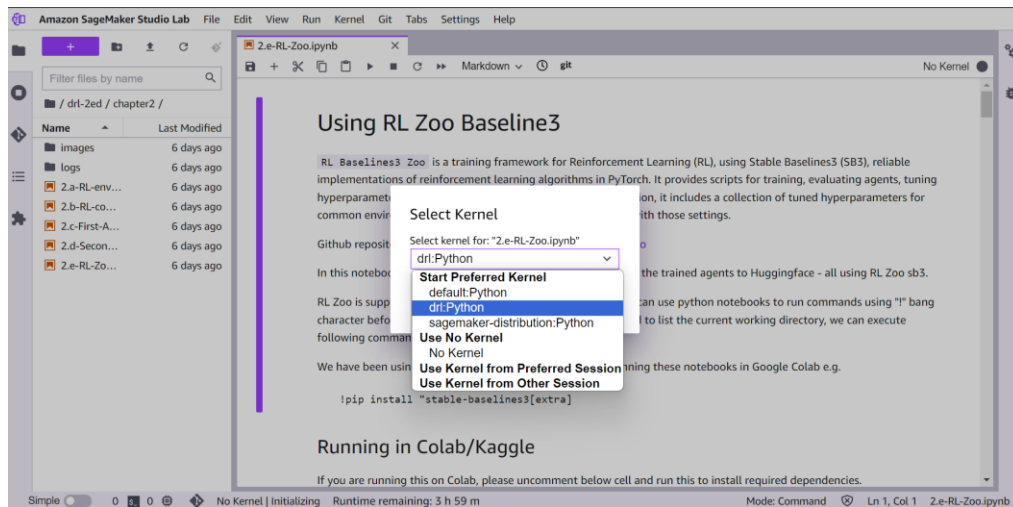 Amazon SageMaker Studio Lab File Edit View Run Kernel Git Tabs Settings Help
2.e-RL-Zoo.ipynb
Filter files by name
Markdown
git
No Kernel
/ drl-2ed / chapter2 /
Name Last Modified
images 6 days ago
logs 6 days ago
2.a-RL-env... 6 days ago
2.b-RL-co... 6 days ago
2.c-First-A... 6 days ago
2.d-Secon... 6 days ago
2.e-RL-Zo... 6 days ago
Using RL Zoo Baseline3
RL Baselines3 Zoo is a training framework for Reinforcement Learning (RL), using Stable Baselines3 (SB3), reliable
implementations of reinforcement learning algorithms in PyTorch. It provides scripts for training, evaluating agents, tuning
it includes a collection of tuned hyperparameters for
common with those settings.
Github
In this the trained agents to Huggingface - all using RL Zoo sb3.
RL Zoo is can use python notebooks to run commands using "!" bang
character to list the current working directory, we can execute
following
We have been these notebooks in Google Colab e.g.
!pip install "stable-baselines3[extra]
Running in Colab/Kaggle
If you are running this on Colab, please uncomment below cell and run this to install required dependencies.
Select Kernel
Select kernel for: "2.e-RL-Zoo.ipynb"
drl:Python
Start Preferred Kernel
default:Python
drl:Python
sagemaker-distribution:Python
Use No Kernel
No Kernel
Use Kernel from Preferred Session
Use Kernel from Other Session
Simple 0 0 No Kernel | Initializing Runtime remaining: 3 h 59 m Mode: Command Ln 1, Col 1 2.e-RL-Zoo.ipynb